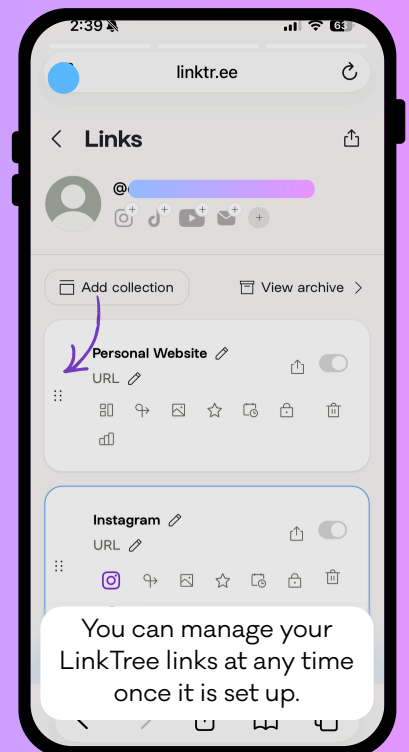 2:39
63
linktr.ee
Links
@
Add collection
View archive
Personal Website
URL
Instagram
URL
You can manage your
LinkTree links at any time
once it is set up.